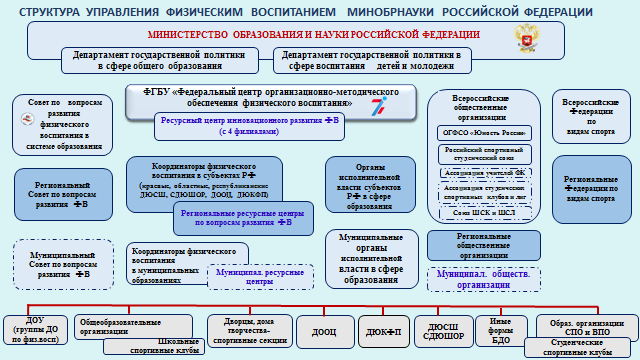 СТРУКТУРА УПРАВЛЕНИЯ ФИЗИЧЕСКИМ ВОСПИТАНИЕМ МИНОБРНАУКИ РОССИЙСКОЙ ФЕДЕРАЦИИ
МИНИСТЕРСТВО ОБРАЗОВАНИЯ И НАУКИ РОССИЙСКОЙ ФЕДЕРАЦИИ
Департамент государственной политики
в сфере общего образования
Департамент государственной политики в
сфере воспитания детей и молодежи
Совет по вопросам
развития
физического
воспитания в
системе образования
ФГБУ «Федеральный центр организационно-методического
обеспечения физического воспитания»
Ресурсный центр инновационного развития ФВ
(с 4 филиалами)
Всероссийские
общественные
организации
ОГФСО «Юность России»
Российский спортивный
студенческий союз
Ассоциация учителей ФК
Ассоциация студенческих
спортивных клубов и лиг
Союз ШСК и ШСЛ
Всероссийские
Федерации
по
видам спорта
Региональный
Совет по вопросам
развития ФВ
Координаторы физического
воспитания в субъектах РФ
(краевые, областные, республиканские
ДЮСШ, СДЮШОР, ДООЦ, ДЮКФП)
Региональные ресурсные центры
по вопросам развития ФВ
Органы
исполнительной
власти субъектов
РФ в сфере
образования
Региональные
Федерации по
видам спорта
Муниципальный
Совет по вопросам
развития ФВ
Координаторы физического
воспитания
в муниципальных
образованиях
Муниципал. ресурсные
центры
Муниципальные
органы
исполнительной
власти в сфере
образования
Региональные
общественные
организации
Муниципал. обществ.
организации
ДОУ
(группы ДО
по физ.восп)
Общеобразовательные
организации
Школьные
спортивные клубы
Дворцы, дома
творчества-
спортивные секции
ДООЦ
ДЮКФП
ДЮСШ
СДЮШОР
Иные
формы
БДО
Образ. организации
СПО и ВПО
Студенческие
спортивные клубы